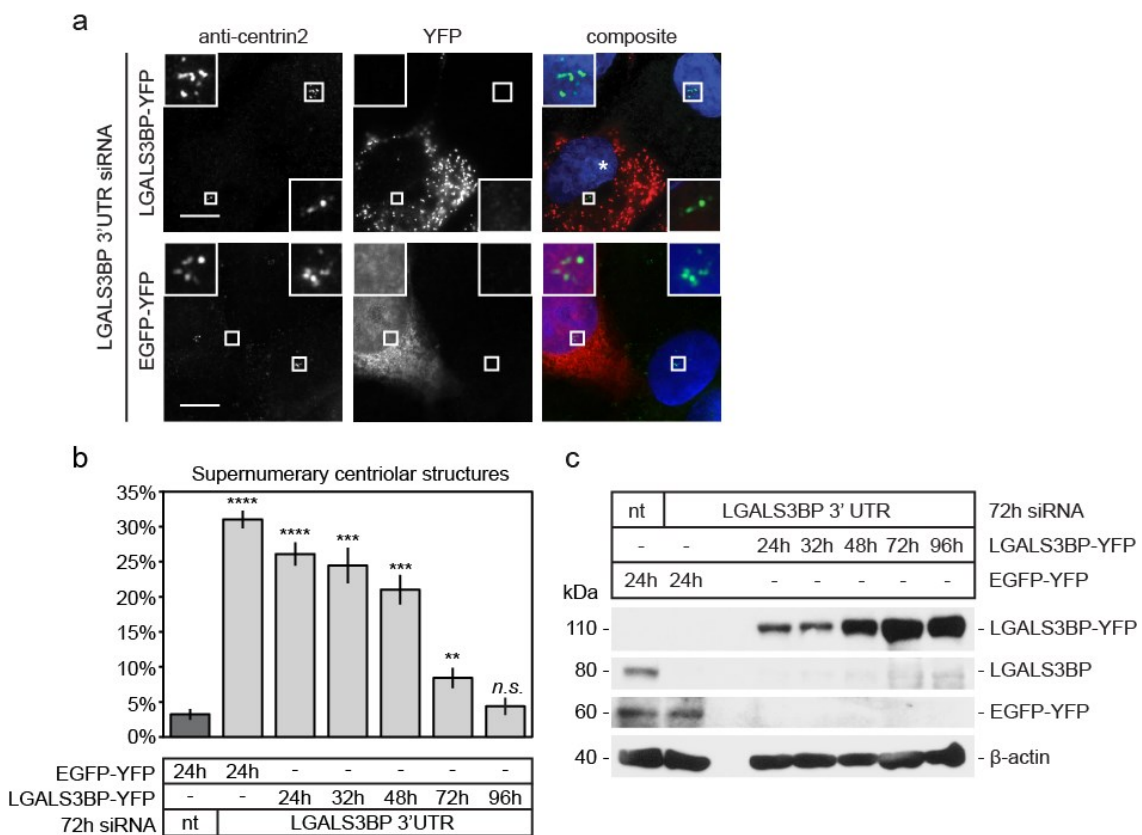 a
anti-centrin2 YFP composite
LGALS3BP 3'UTR siRNA
LGALS3BP-YFP
*
EGFP-YFP
b
Supernumerary centriolar structures
35%
30%
25%
20%
15%
10%
5%
0%
**** **** *** *** ** n.s.
EGFP-YFP 24h 24h - - - - -
LGALS3BP-YFP - - 24h 32h 48h 72h 96h
72h siRNA nt LGALS3BP 3'UTR
c
nt LGALS3BP 3' UTR 72h siRNA
- - 24h 32h 48h 72h 96h LGALS3BP-YFP
24h 24h - - - - - EGFP-YFP
kDa
110 - - LGALS3BP-YFP
80 - - LGALS3BP
60 - - EGFP-YFP
40 - - β-actin